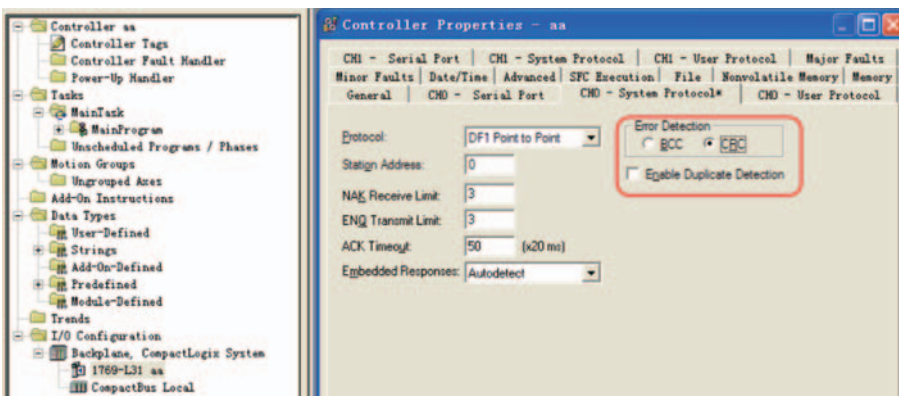 Controller aa
Controller Tags
Controller Fault Handler
Power-Up Handler
Tasks
MainTask
MainProgram
Unscheduled Programs / Phases
Motion Groups
Ungrouped Axes
Add-On Instructions
Data Types
User-Defined
Strings
Add-On-Defined
Predefined
Module-Defined
Trends
I/O Configuration
Backplane, CompactLogix System
1769-L31 aa
CompactBus Local
Controller Properties - aa
CH1 - Serial Port CH1 - System Protocol CH1 - User Protocol Major Faults
Minor Faults Date/Time Advanced SFC Execution File Nonvolatile Memory Memory
General CH0 - Serial Port CH0 - System Protocol* CH0 - User Protocol
Protocol: DF1 Point to Point
Station Address: 0
NAK Receive Limit: 3
ENQ Transmit Limit: 3
ACK Timeout: 50 (x20 ms)
Embedded Responses: Autodetect
Error Detection
BCC CRC
Enable Duplicate Detection